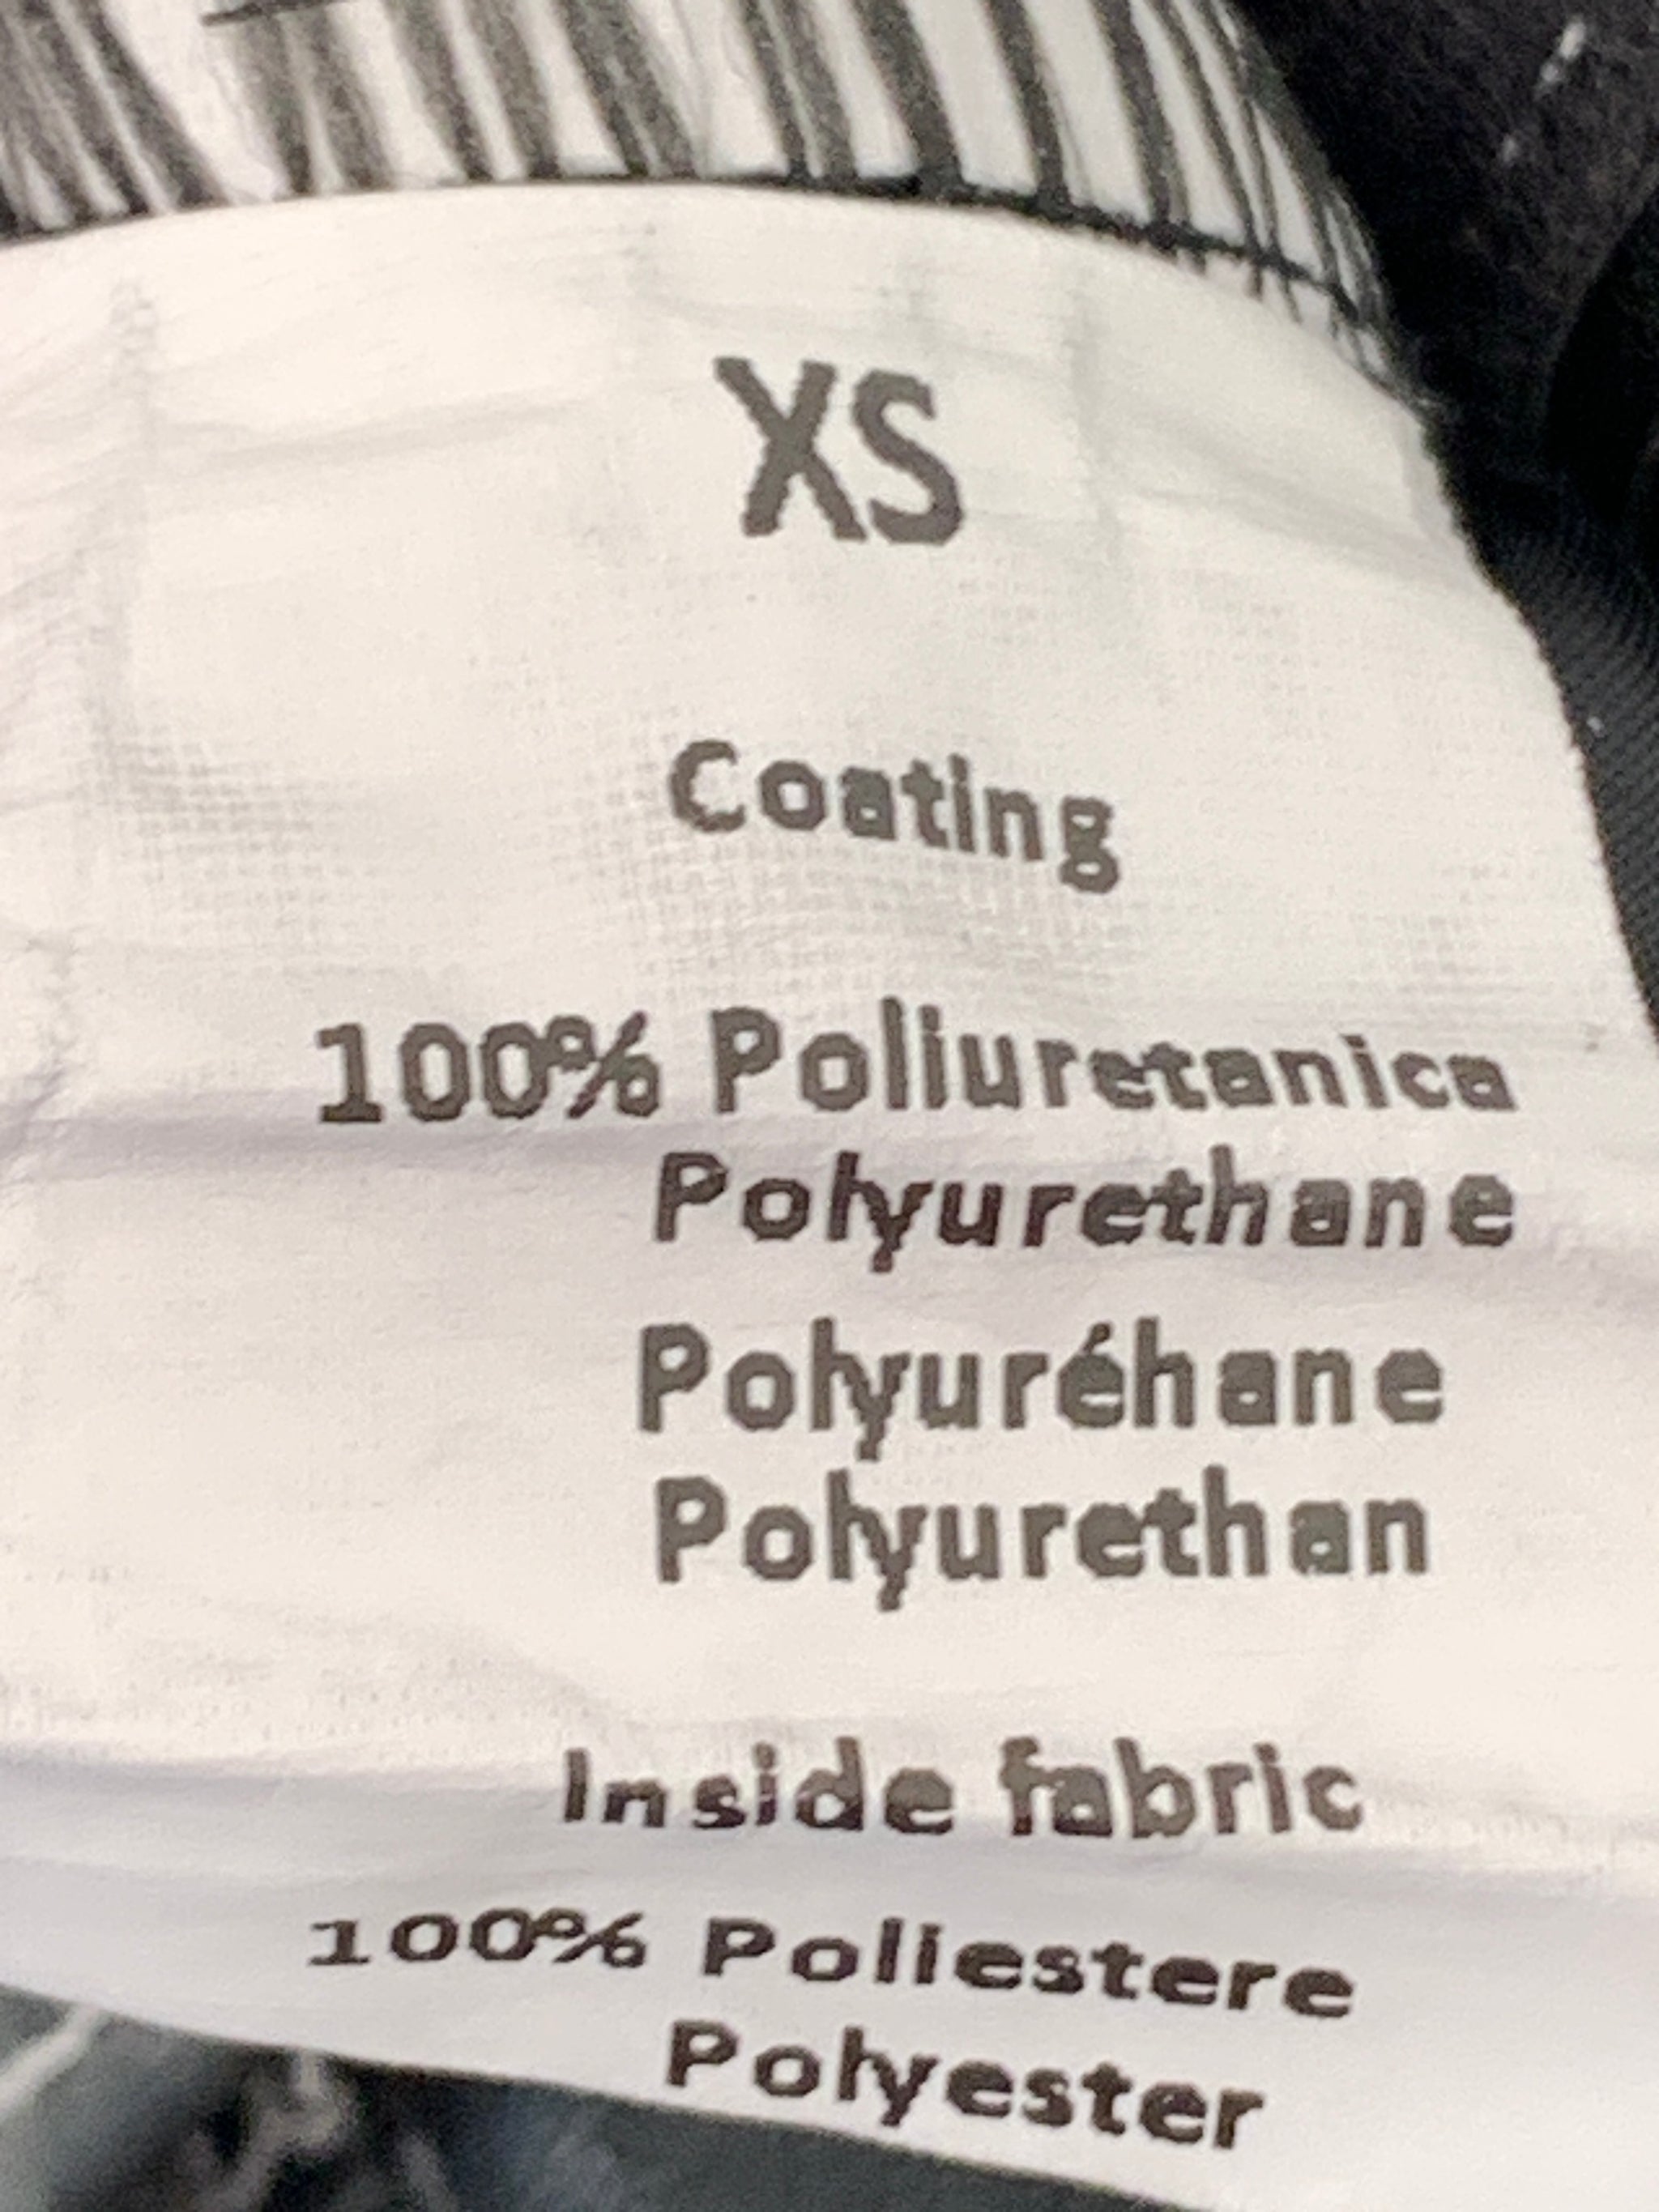 XS
Coating
100% Poliuretanica
Polyurethane
Polyuréhane
Polyurethan
Inside fabric
100% Poliestere
Polyester